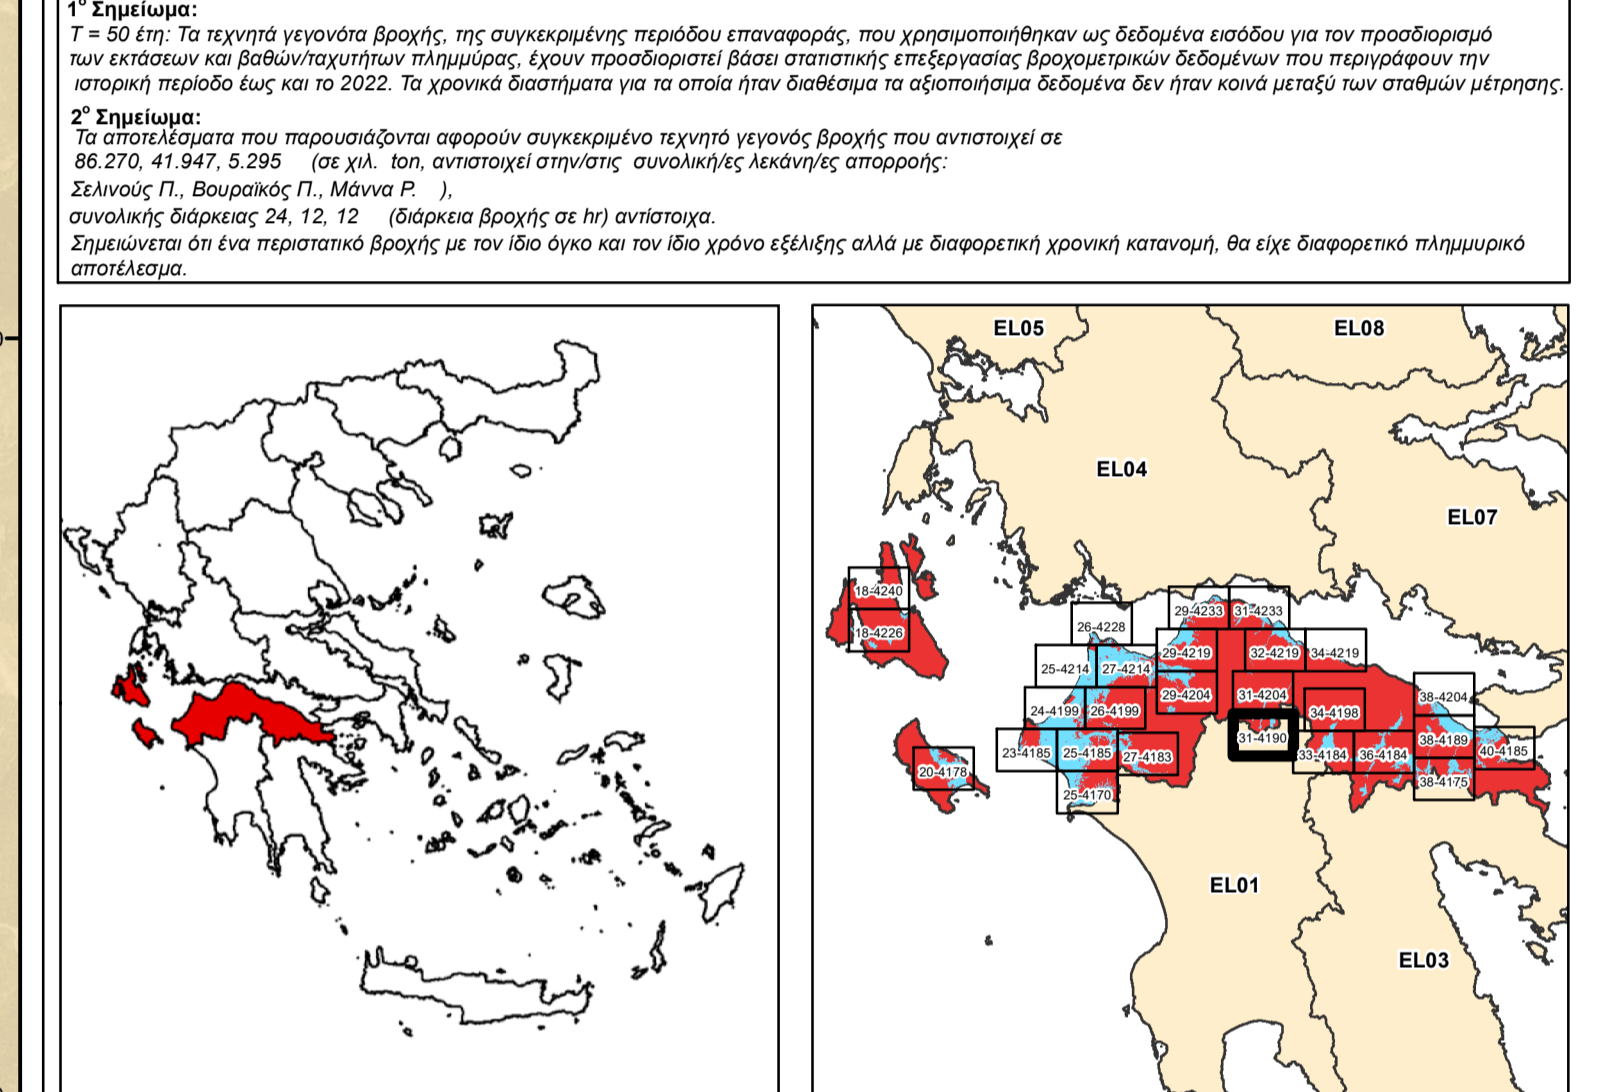 1º Σημείωμα:
T = 50 έτη: Τα τεχνητά γεγονότα βροχής, της συγκεκριμένης περιόδου επαναφοράς, που χρησιμοποιήθηκαν ως δεδομένα εισόδου για τον προσδιορισμό
των εκτάσεων και βαθών/ταχυτήτων πλημμύρας, έχουν προσδιοριστεί βάσει στατιστικής επεξεργασίας βροχομετρικών δεδομένων που περιγράφουν την
ιστορική περίοδο έως και το 2022. Τα χρονικά διαστήματα για τα οποία ήταν διαθέσιμα τα αξιοποιήσιμα δεδομένα δεν ήταν κοινά μεταξύ των σταθμών μέτρησης.
2º Σημείωμα:
Τα αποτελέσματα που παρουσιάζονται αφορούν συγκεκριμένο τεχνητό γεγονός βροχής που αντιστοιχεί σε
86.270, 41.947, 5.295 (σε χιλ. ton, αντιστοιχεί στην/στις συνολική/ες λεκάνη/ες απορροής:
Σελινούς Π., Βουραϊκός Π., Μάννα Ρ. ),
συνολικής διάρκειας 24, 12, 12 (διάρκεια βροχής σε hr) αντίστοιχα.
Σημειώνεται ότι ένα περιστατικό βροχής με τον ίδιο όγκο και τον ίδιο χρόνο εξέλιξης αλλά με διαφορετική χρονική κατανομή, θα είχε διαφορετικό πλημμυρικό
αποτέλεσμα.
EL05
EL08
EL04
EL07
18-4240
18-4226
29-4233
31-4233
26-4228
29-4219
32-4219
34-4219
25-4214
27-4214
29-4204
31-4204
38-4204
24-4199
26-4199
34-4198
31-4190
38-4189
23-4185
25-4185
27-4183
33-4184
36-4184
40-4185
20-4178
38-4175
25-4170
EL01
EL03